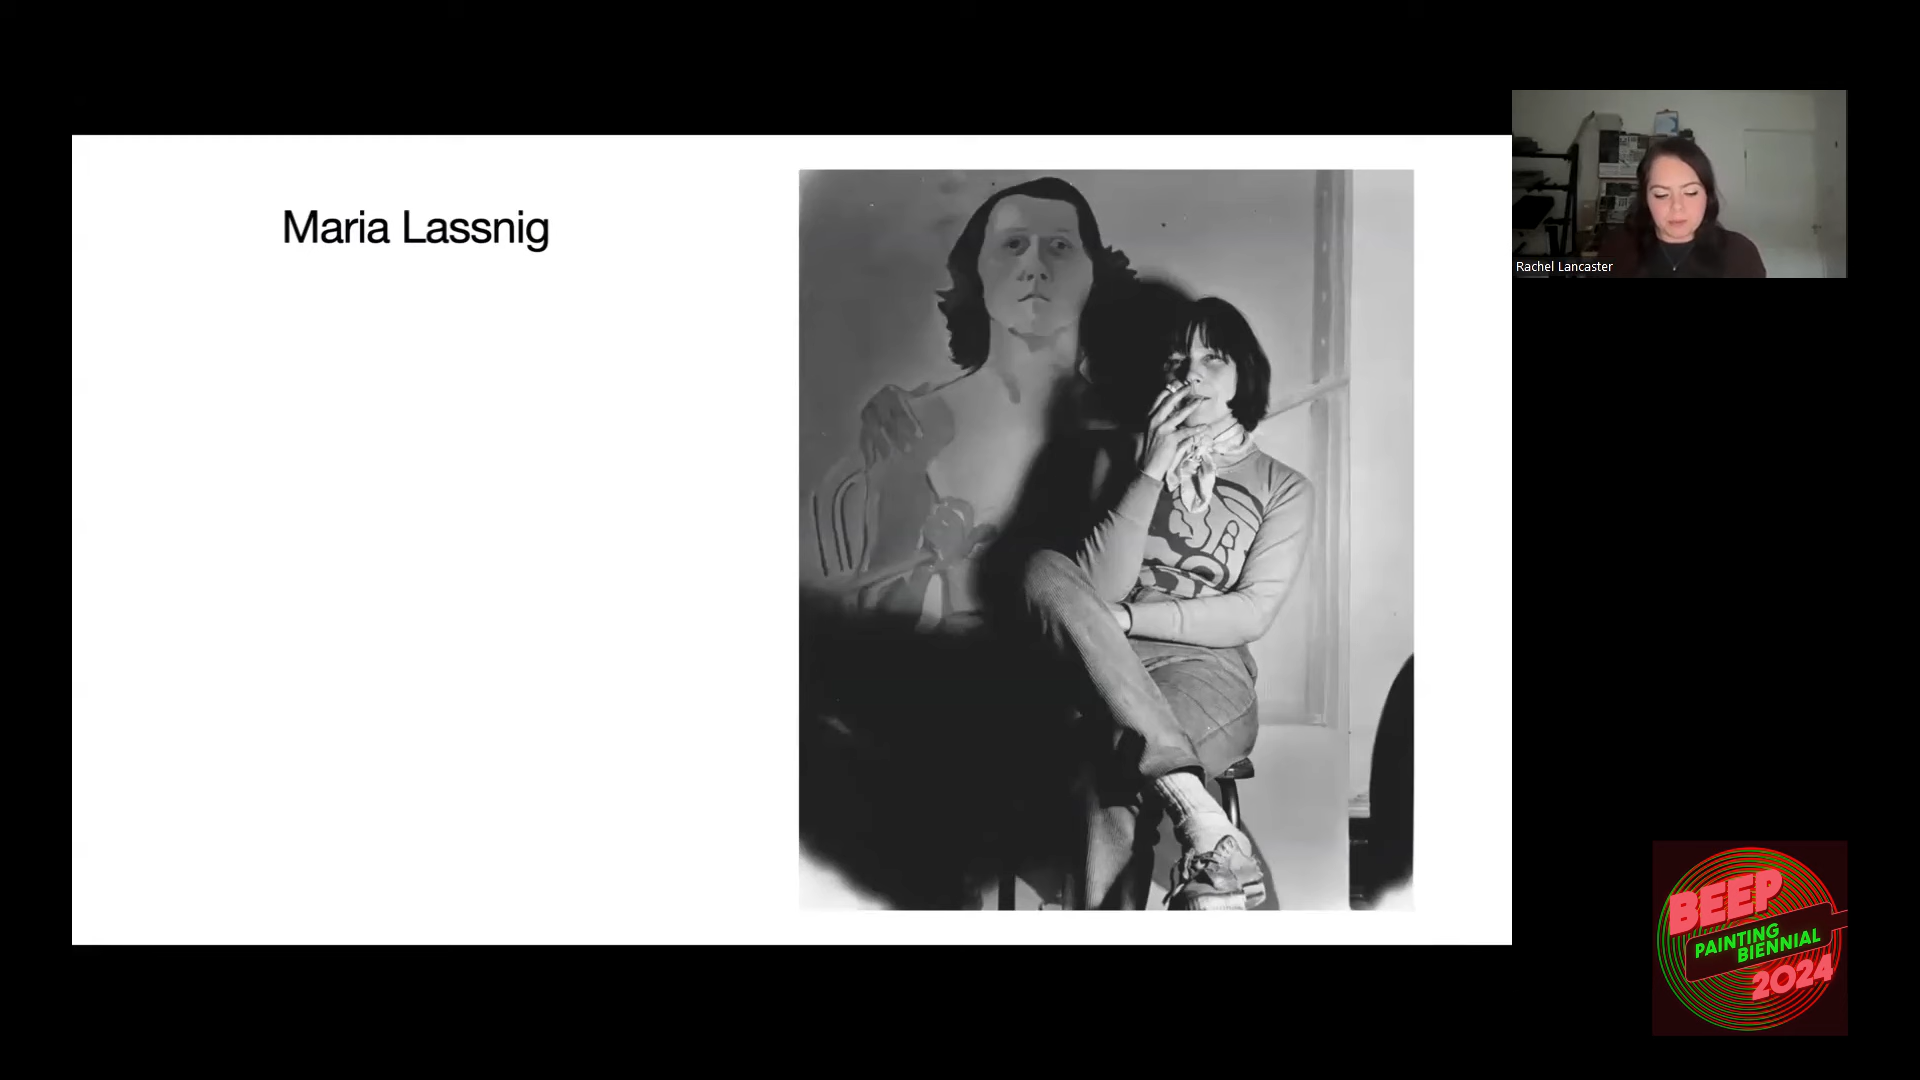 Maria Lassnig
Rachel Lancaster
BEEP
PAINTING
BIENNIAL
2024